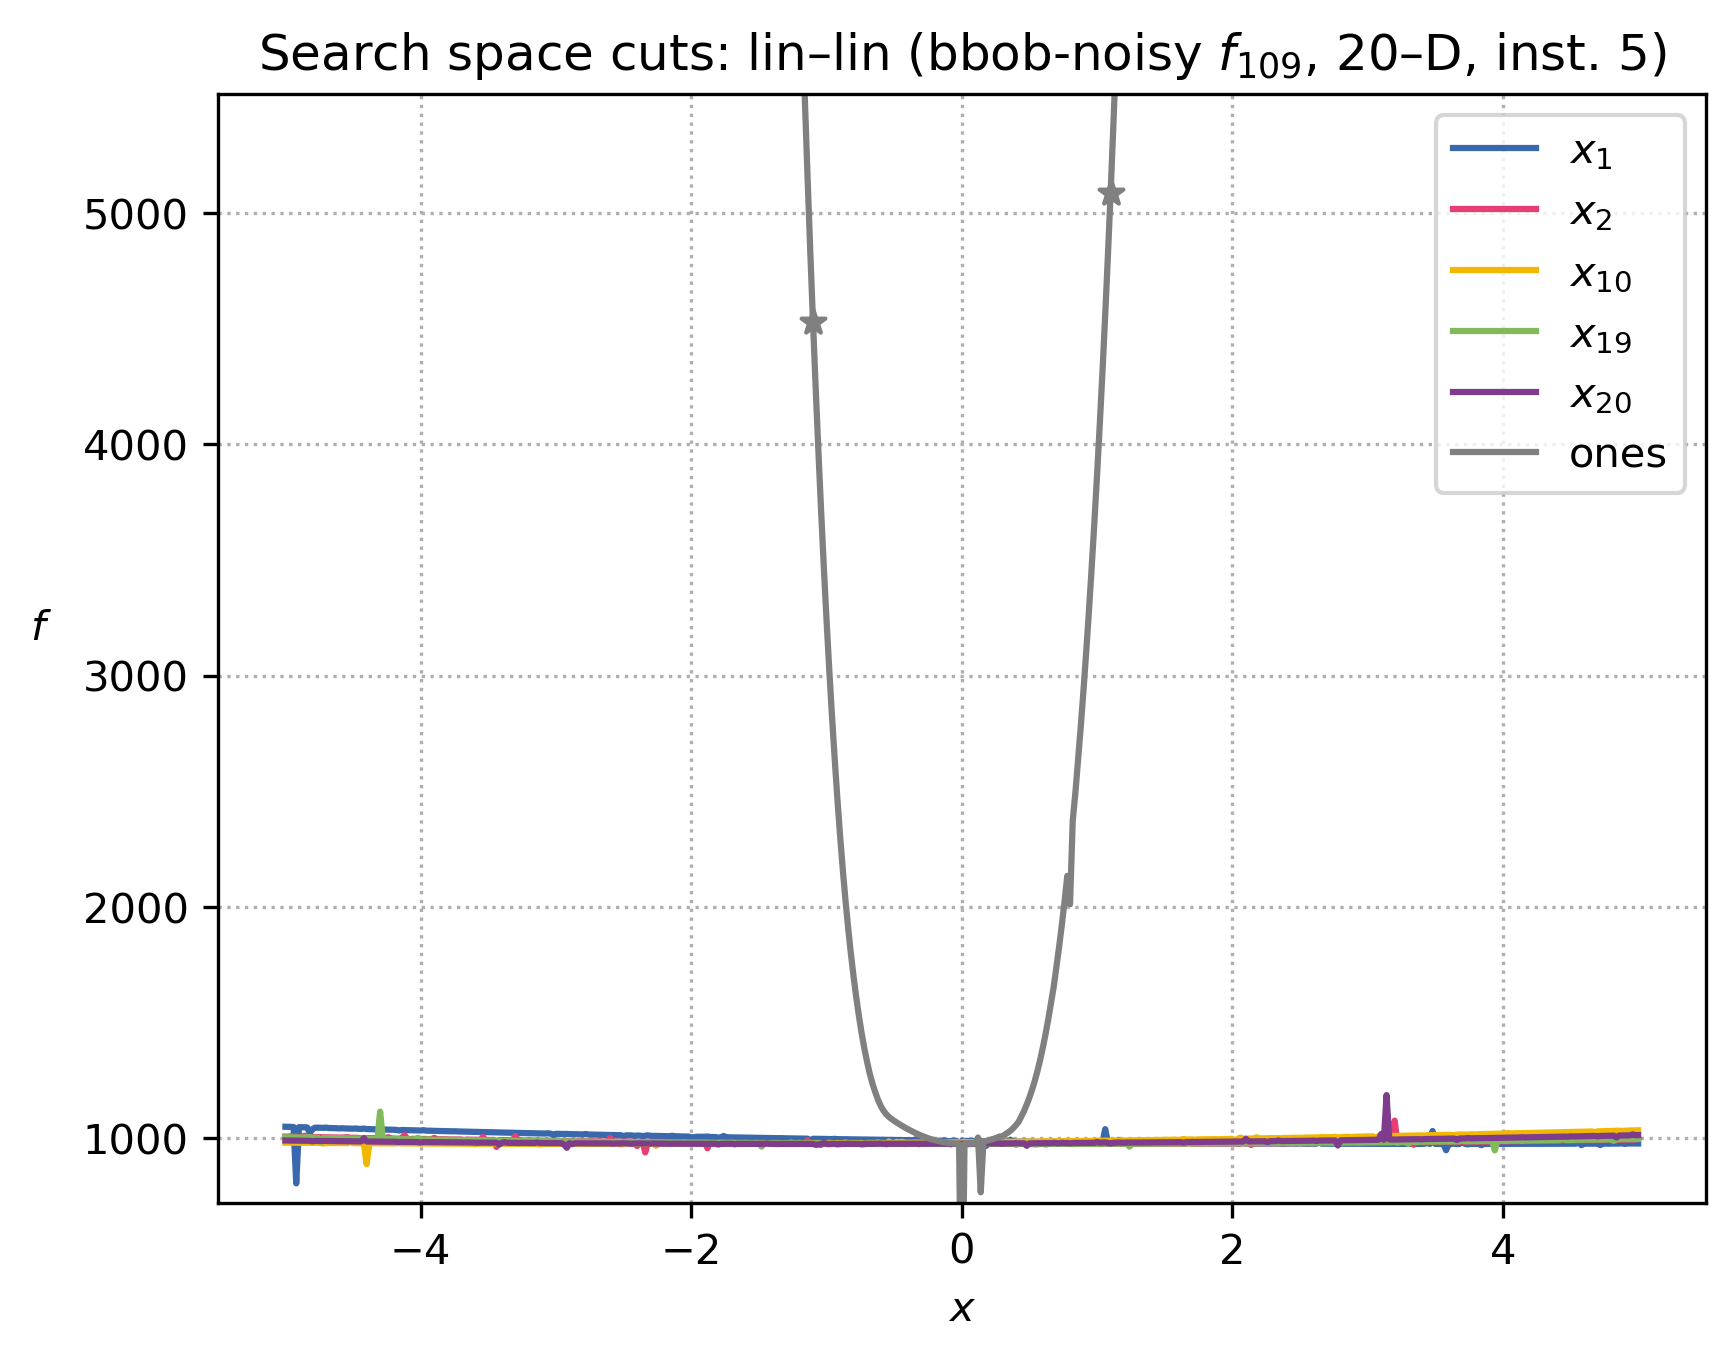 Search space cuts: lin–lin (bbob-noisy f109, 20–D, inst. 5)
x1
x2
x10
x19
x20
ones
5000
4000
3000
2000
1000
f
−4 −2 0 2 4
x